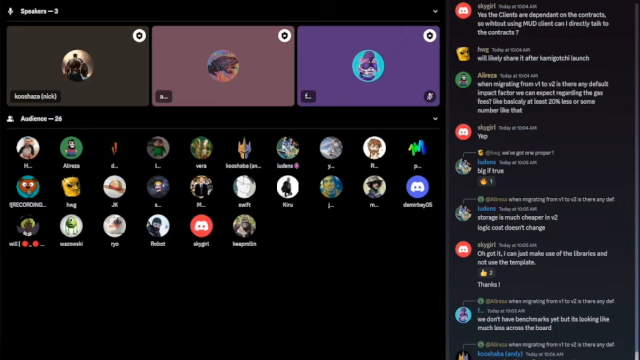 Speakers — 3
kooshaza (nick)
a...
f...
Audience — 26
H...
Alireza
d...
l...
vera
kooshaba (an...
ludens
y...
R...
p...
![RECORDING...
hwg
JK
s...
M...
swift
Kiru
j...
m...
demirbey05
will [
wazowski
ryo
Robot
skygirl
keeprollin
skygirl Today at 10:04 AM
Yes the Clients are dependant on the contracts,
so wihtout using MUD client can I directly talk to
the contracts ?
hwg Today at 10:04 AM
will likely share it after kamigotchi launch
Alireza Today at 10:04 AM
when migrating from v1 to v2 is there any default
impact factor we can expect regarding the gas
fees? like basicaly at least 20% less or some
number like that
skygirl Today at 10:04 AM
Yep
@hwg we've got one proper !
ludens Today at 10:05 AM
big if true
1
@Alireza when migrating from v1 to v2 is there any def.
ludens Today at 10:05 AM
storage is much cheaper in v2
logic cost doesn't change
skygirl Today at 10:05 AM
Oh got it, I can just make use of the libraries and
not use the template.
2
Thanks !
@Alireza when migrating from v1 to v2 is there any def.
f... Today at 10:05 AM
we don't have benchmarks yet but its looking like
much less across the board
@Alireza when migrating from v1 to v2 is there any def.
kooshaba (andy) Today at 10:06 AM